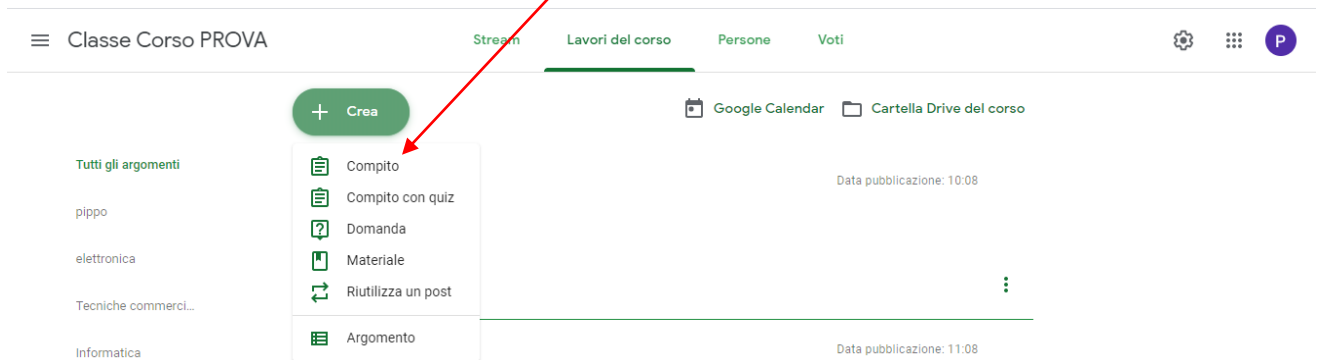 Classe Corso PROVA
Stream
Lavori del corso
Persone
Voti
P
+ Crea
Google Calendar
Cartella Drive del corso
Tutti gli argomenti
pippo
elettronica
Tecniche commerci...
Informatica
Compito
Compito con quiz
Domanda
Materiale
Riutilizza un post
Argomento
Data pubblicazione: 10:08
Data pubblicazione: 11:08